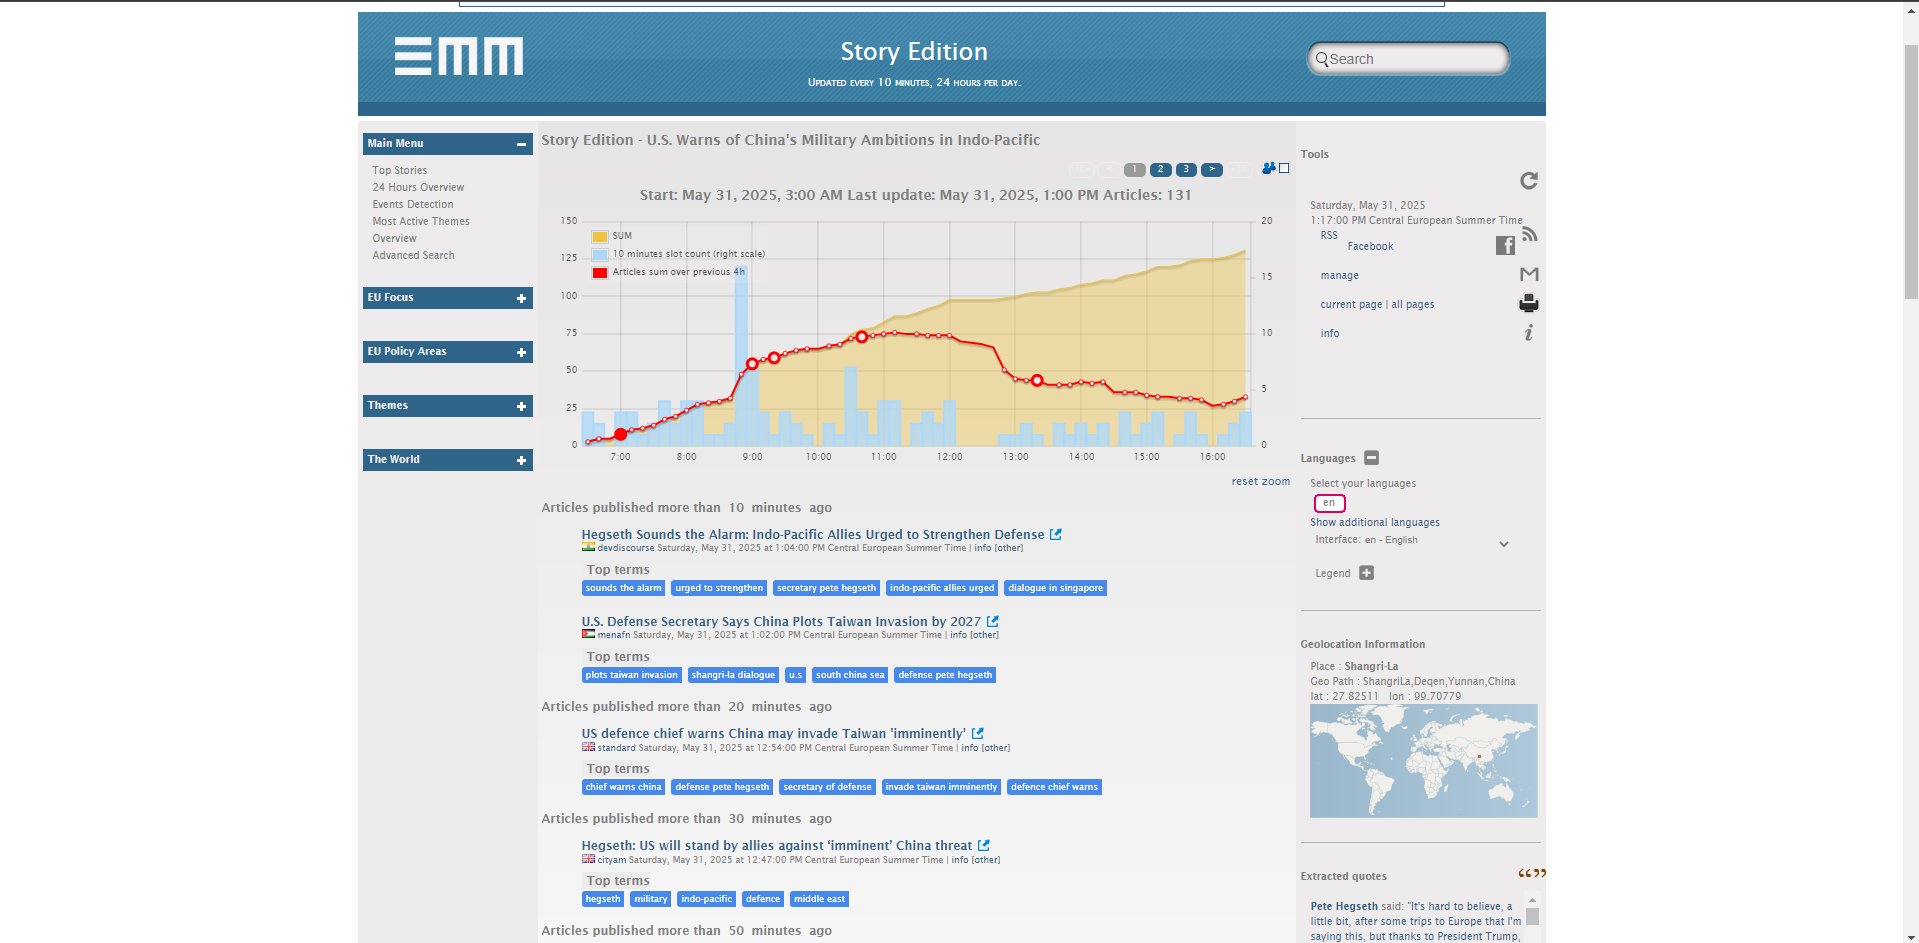 EMM
Story Edition
Updated every 10 minutes, 24 hours per day.
Search
Main Menu
Top Stories
24 Hours Overview
Events Detection
Most Active Themes
Overview
Advanced Search
EU Focus
EU Policy Areas
Themes
The World
Story Edition - U.S. Warns of China's Military Ambitions in Indo-Pacific
1 2 3 >
Start: May 31, 2025, 3:00 AM Last update: May 31, 2025, 1:00 PM Articles: 131
SUM
10 minutes slot count (right scale)
Articles sum over previous 4h
150
125
100
75
50
25
0
20
15
10
5
0
7:00 8:00 9:00 10:00 11:00 12:00 13:00 14:00 15:00 16:00
reset zoom
Articles published more than 10 minutes ago
Hegseth Sounds the Alarm: Indo-Pacific Allies Urged to Strengthen Defense
devdiscourse Saturday, May 31, 2025 at 1:04:00 PM Central European Summer Time | info [other]
Top terms
sounds the alarm urged to strengthen secretary pete hegseth indo-pacific allies urged dialogue in singapore
U.S. Defense Secretary Says China Plots Taiwan Invasion by 2027
menafn Saturday, May 31, 2025 at 1:02:00 PM Central European Summer Time | info [other]
Top terms
plots taiwan invasion shangri-la dialogue u.s south china sea defense pete hegseth
Articles published more than 20 minutes ago
US defence chief warns China may invade Taiwan 'imminently'
standard Saturday, May 31, 2025 at 12:54:00 PM Central European Summer Time | info [other]
Top terms
chief warns china defense pete hegseth secretary of defense invade taiwan imminently defence chief warns
Articles published more than 30 minutes ago
Hegseth: US will stand by allies against ‘imminent’ China threat
cityam Saturday, May 31, 2025 at 12:47:00 PM Central European Summer Time | info [other]
Top terms
hegseth military indo-pacific defence middle east
Articles published more than 50 minutes ago
Tools
Saturday, May 31, 2025
1:17:00 PM Central European Summer Time
RSS
Facebook
manage
current page | all pages
info
Languages
Select your languages
en
Show additional languages
Interface: en - English
Legend
Geolocation Information
Place : Shangri-La
Geo Path : ShangriLa,Deqen,Yunnan,China
lat : 27.82511 lon : 99.70779
Extracted quotes
Pete Hegseth said: "It's hard to believe, a
little bit, after some trips to Europe that I'm
saying this, but thanks to President Trump,